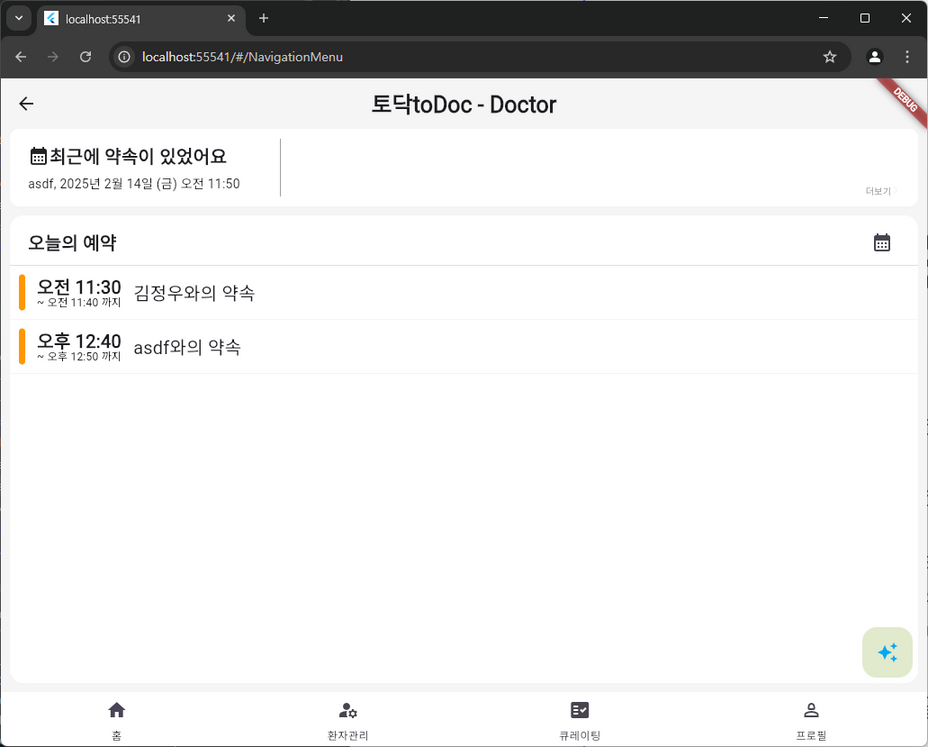 localhost:55541
localhost:55541/#/NavigationMenu
토닥toDoc - Doctor
DEBUG
최근에 약속이 있었어요
asdf, 2025년 2월 14일 (금) 오전 11:50
더보기
오늘의 예약
오전 11:30
~ 오전 11:40 까지
김정우와의 약속
오후 12:40
~ 오후 12:50 까지
asdf와의 약속
홈
환자관리
큐레이팅
프로필